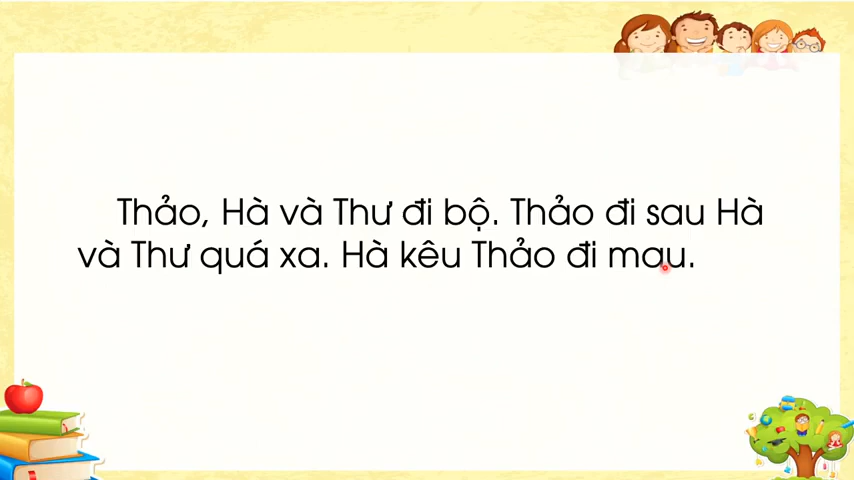 Thảo, Hà và Thư đi bộ. Thảo đi sau Hà
và Thư quá xa. Hà kêu Thảo đi mau.